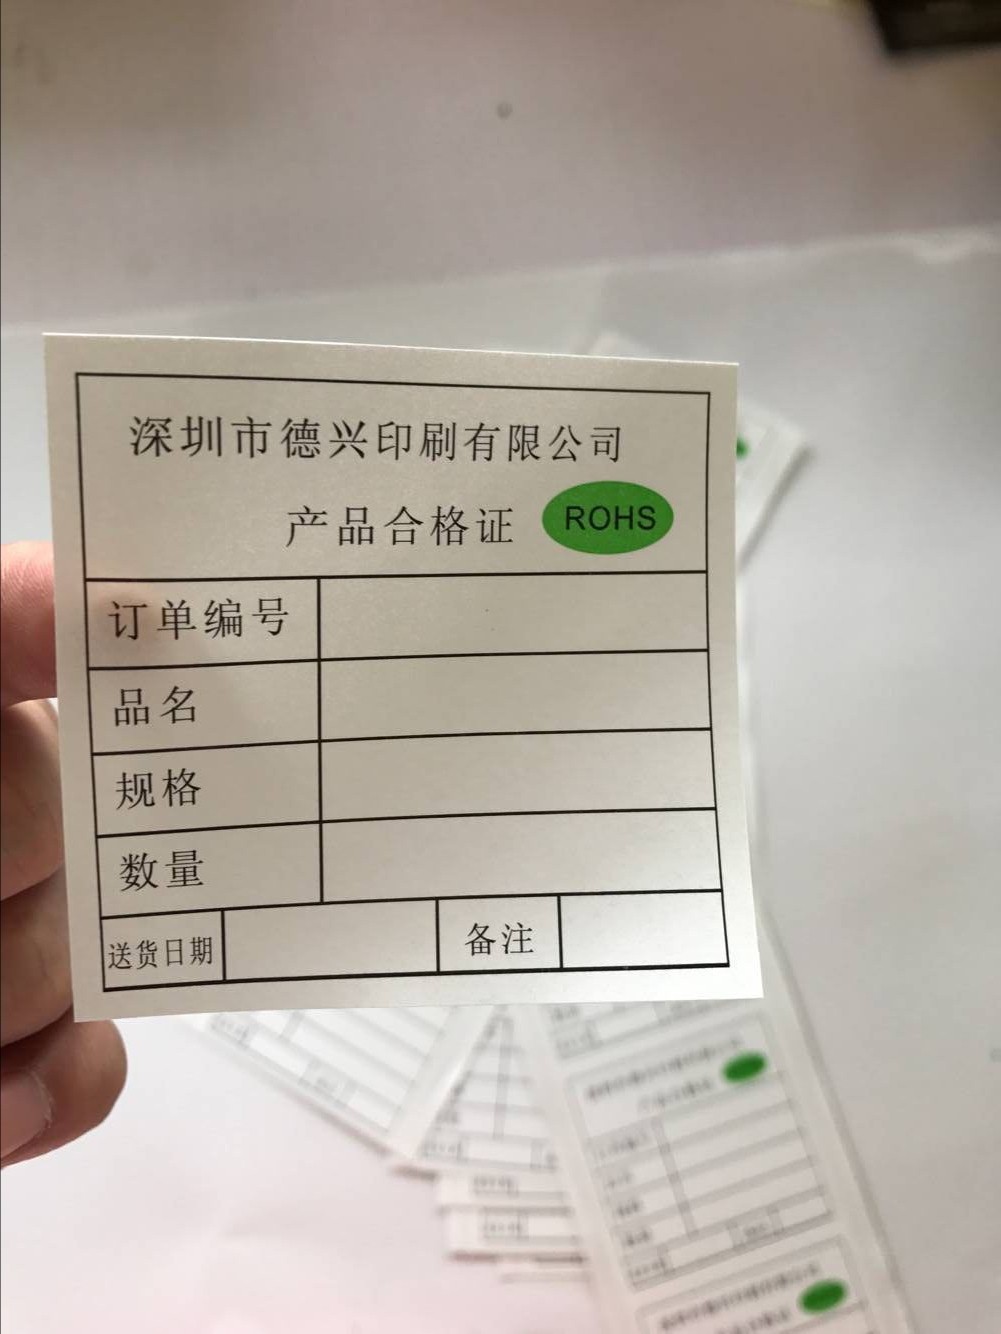 深圳市德兴印刷有限公司
产品合格证 ROHS
订单编号
品名
规格
数量
送货日期 备注